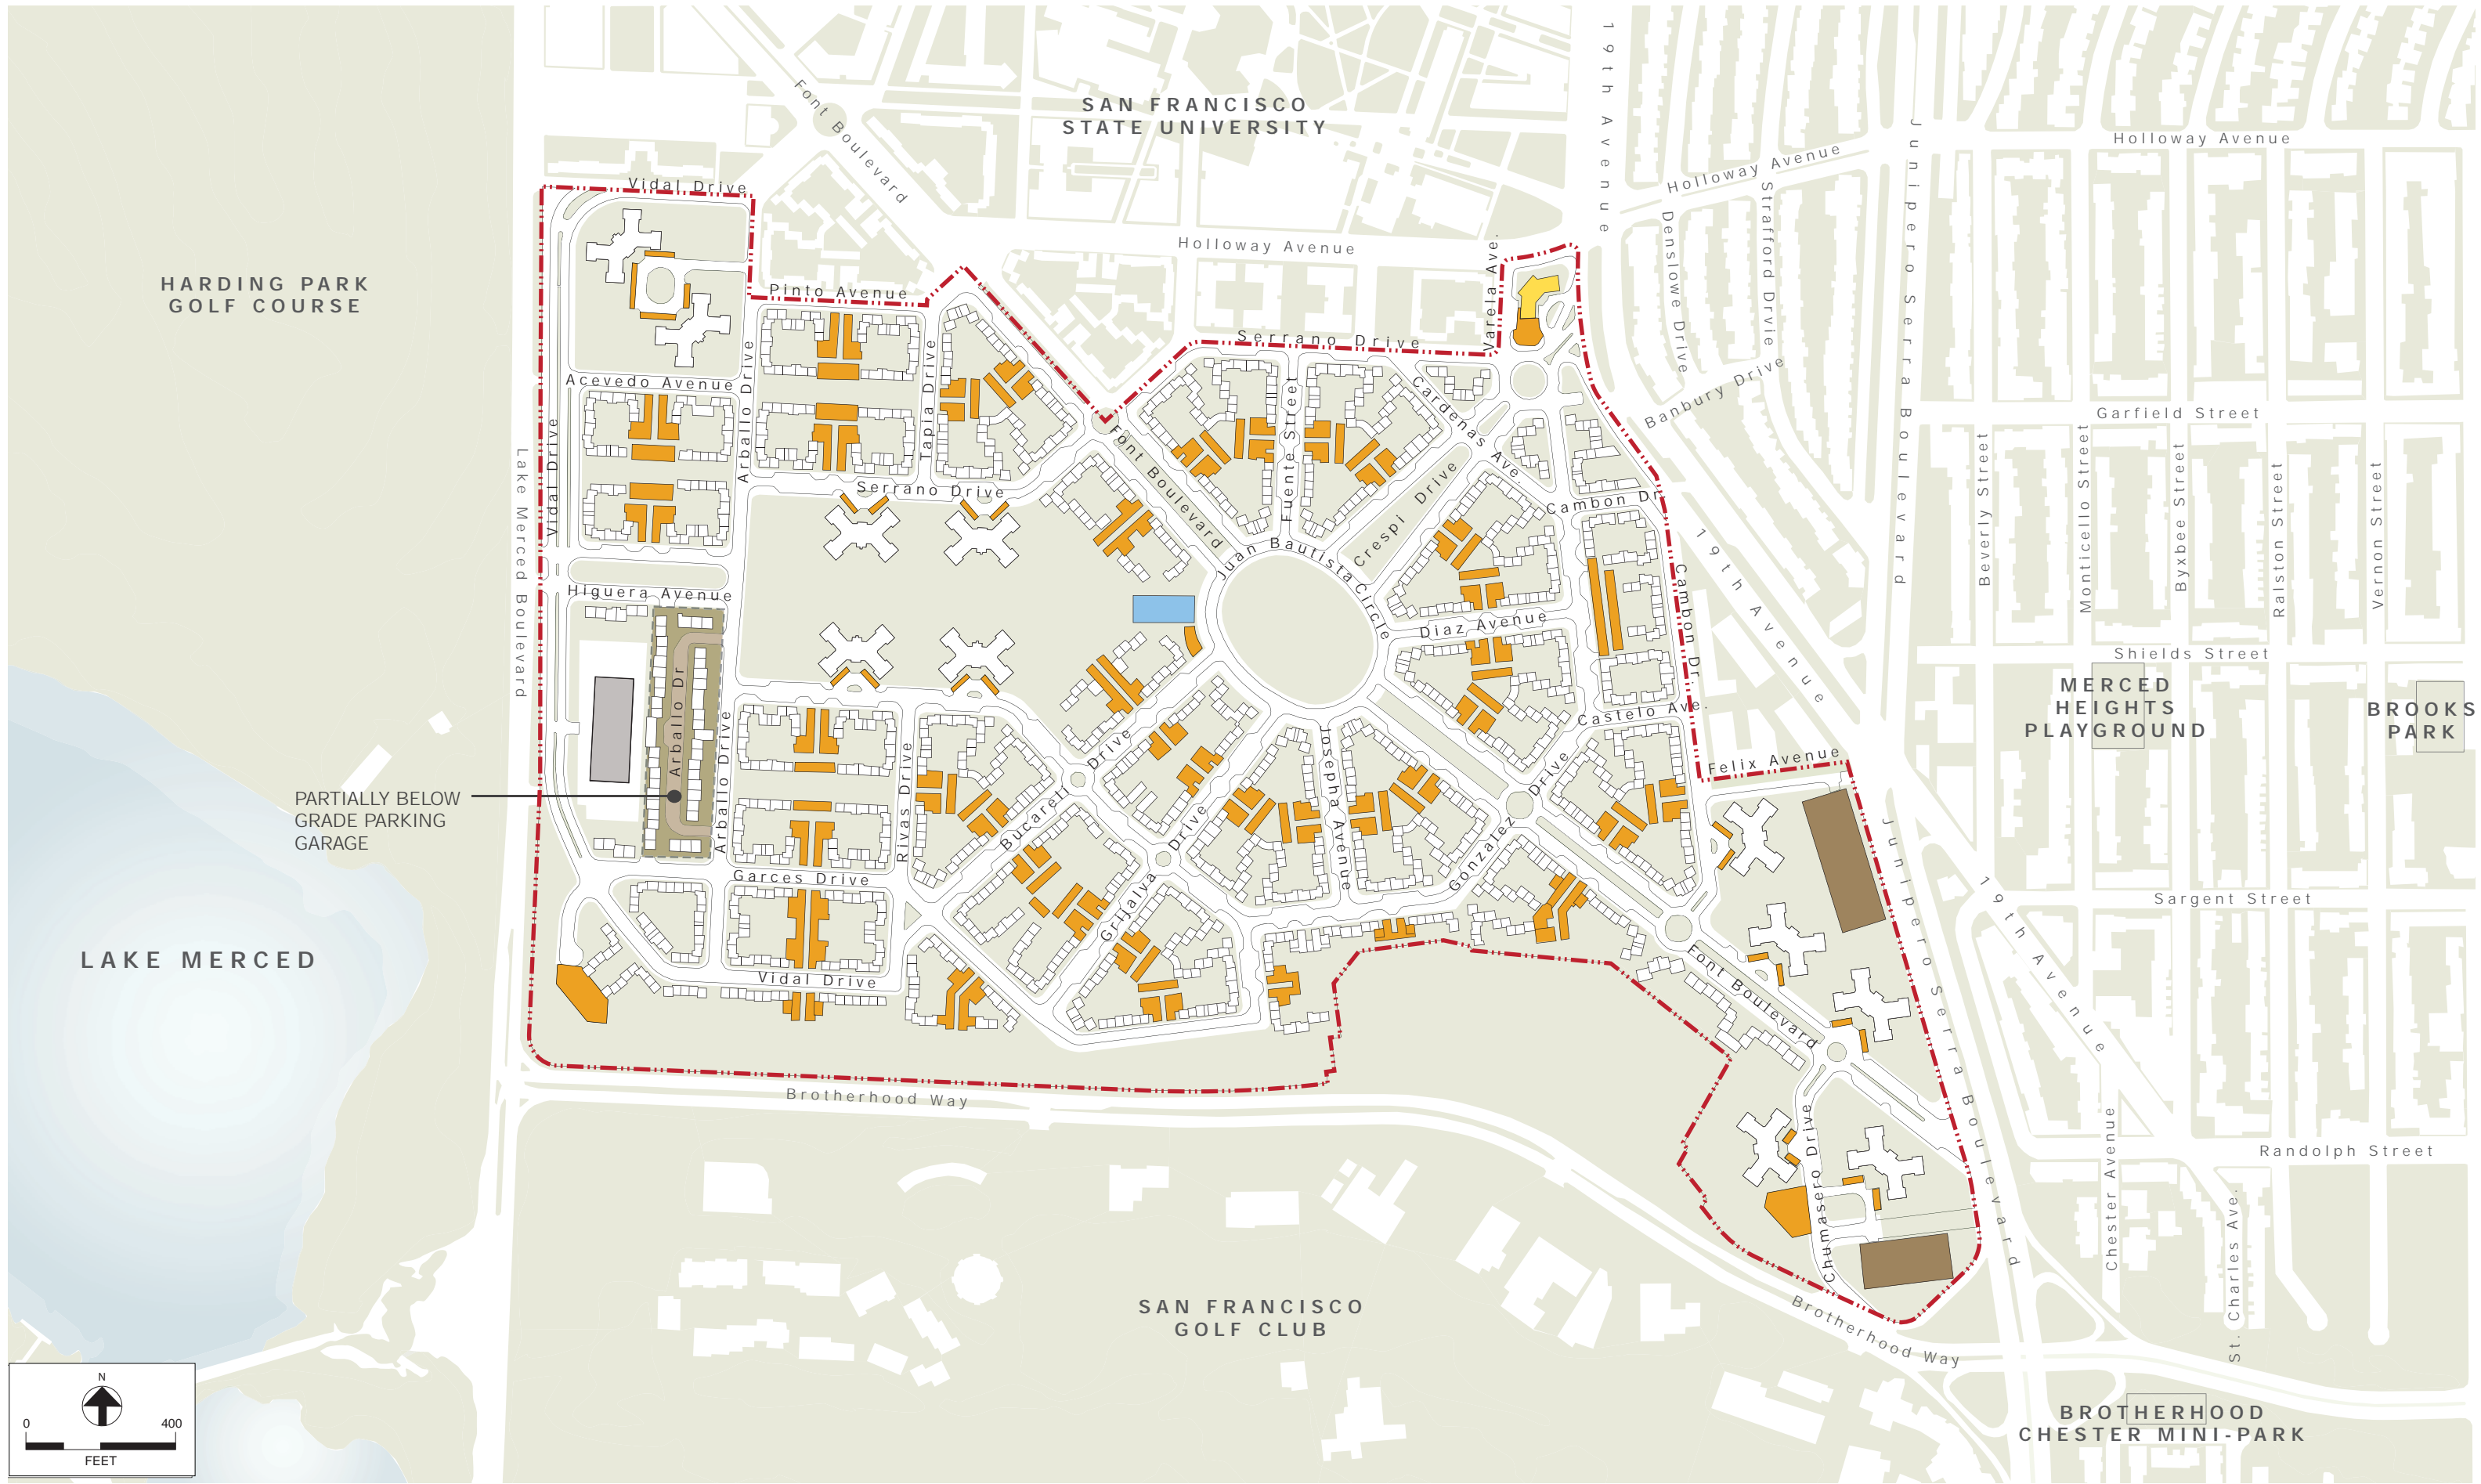 19th Avenue
Font Boulevard
SAN FRANCISCO
STATE UNIVERSITY
Junipero Serra Boulevard
Holloway Avenue
Holloway Avenue
Vidal Drive
Strafford Drvie
Denslowe Drive
Holloway Avenue
Varela Ave.
HARDING PARK
GOLF COURSE
Pinto Avenue
Serrano Drive
Tapia Drive
Arballo Drive
Acevedo Avenue
Cardenas Ave.
Fuente Street
Banbury Drive
Garfield Street
Beverly Street
Monticello Street
Byxbee Street
Ralston Street
Vernon Street
Vidal Drive
Lake Merced Boulevard
Font Boulevard
Serrano Drive
Crespi Drive
Cambon Dr.
19th Avenue
Juan Bautista Circle
Higuera Avenue
Diaz Avenue
Cambon Dr.
Shields Street
MERCED
HEIGHTS
PLAYGROUND
BROOKS
PARK
Arballo Dr
Arballo Drive
Rivas Drive
Castelo Ave.
Felix Avenue
Josepha Avenue
Bucareli Drive
Gonzalez Drive
Grijalva Drive
PARTIALLY BELOW
GRADE PARKING
GARAGE
Garces Drive
Junipero Serra Boulevard
19th Avenue
Sargent Street
LAKE MERCED
Vidal Drive
Font Boulevard
Brotherhood Way
Chumasero Drive
Chester Avenue
Randolph Street
St. Charles Ave.
SAN FRANCISCO
GOLF CLUB
Brotherhood Way
BROTHERHOOD
CHESTER MINI-PARK
N
0 400
FEET